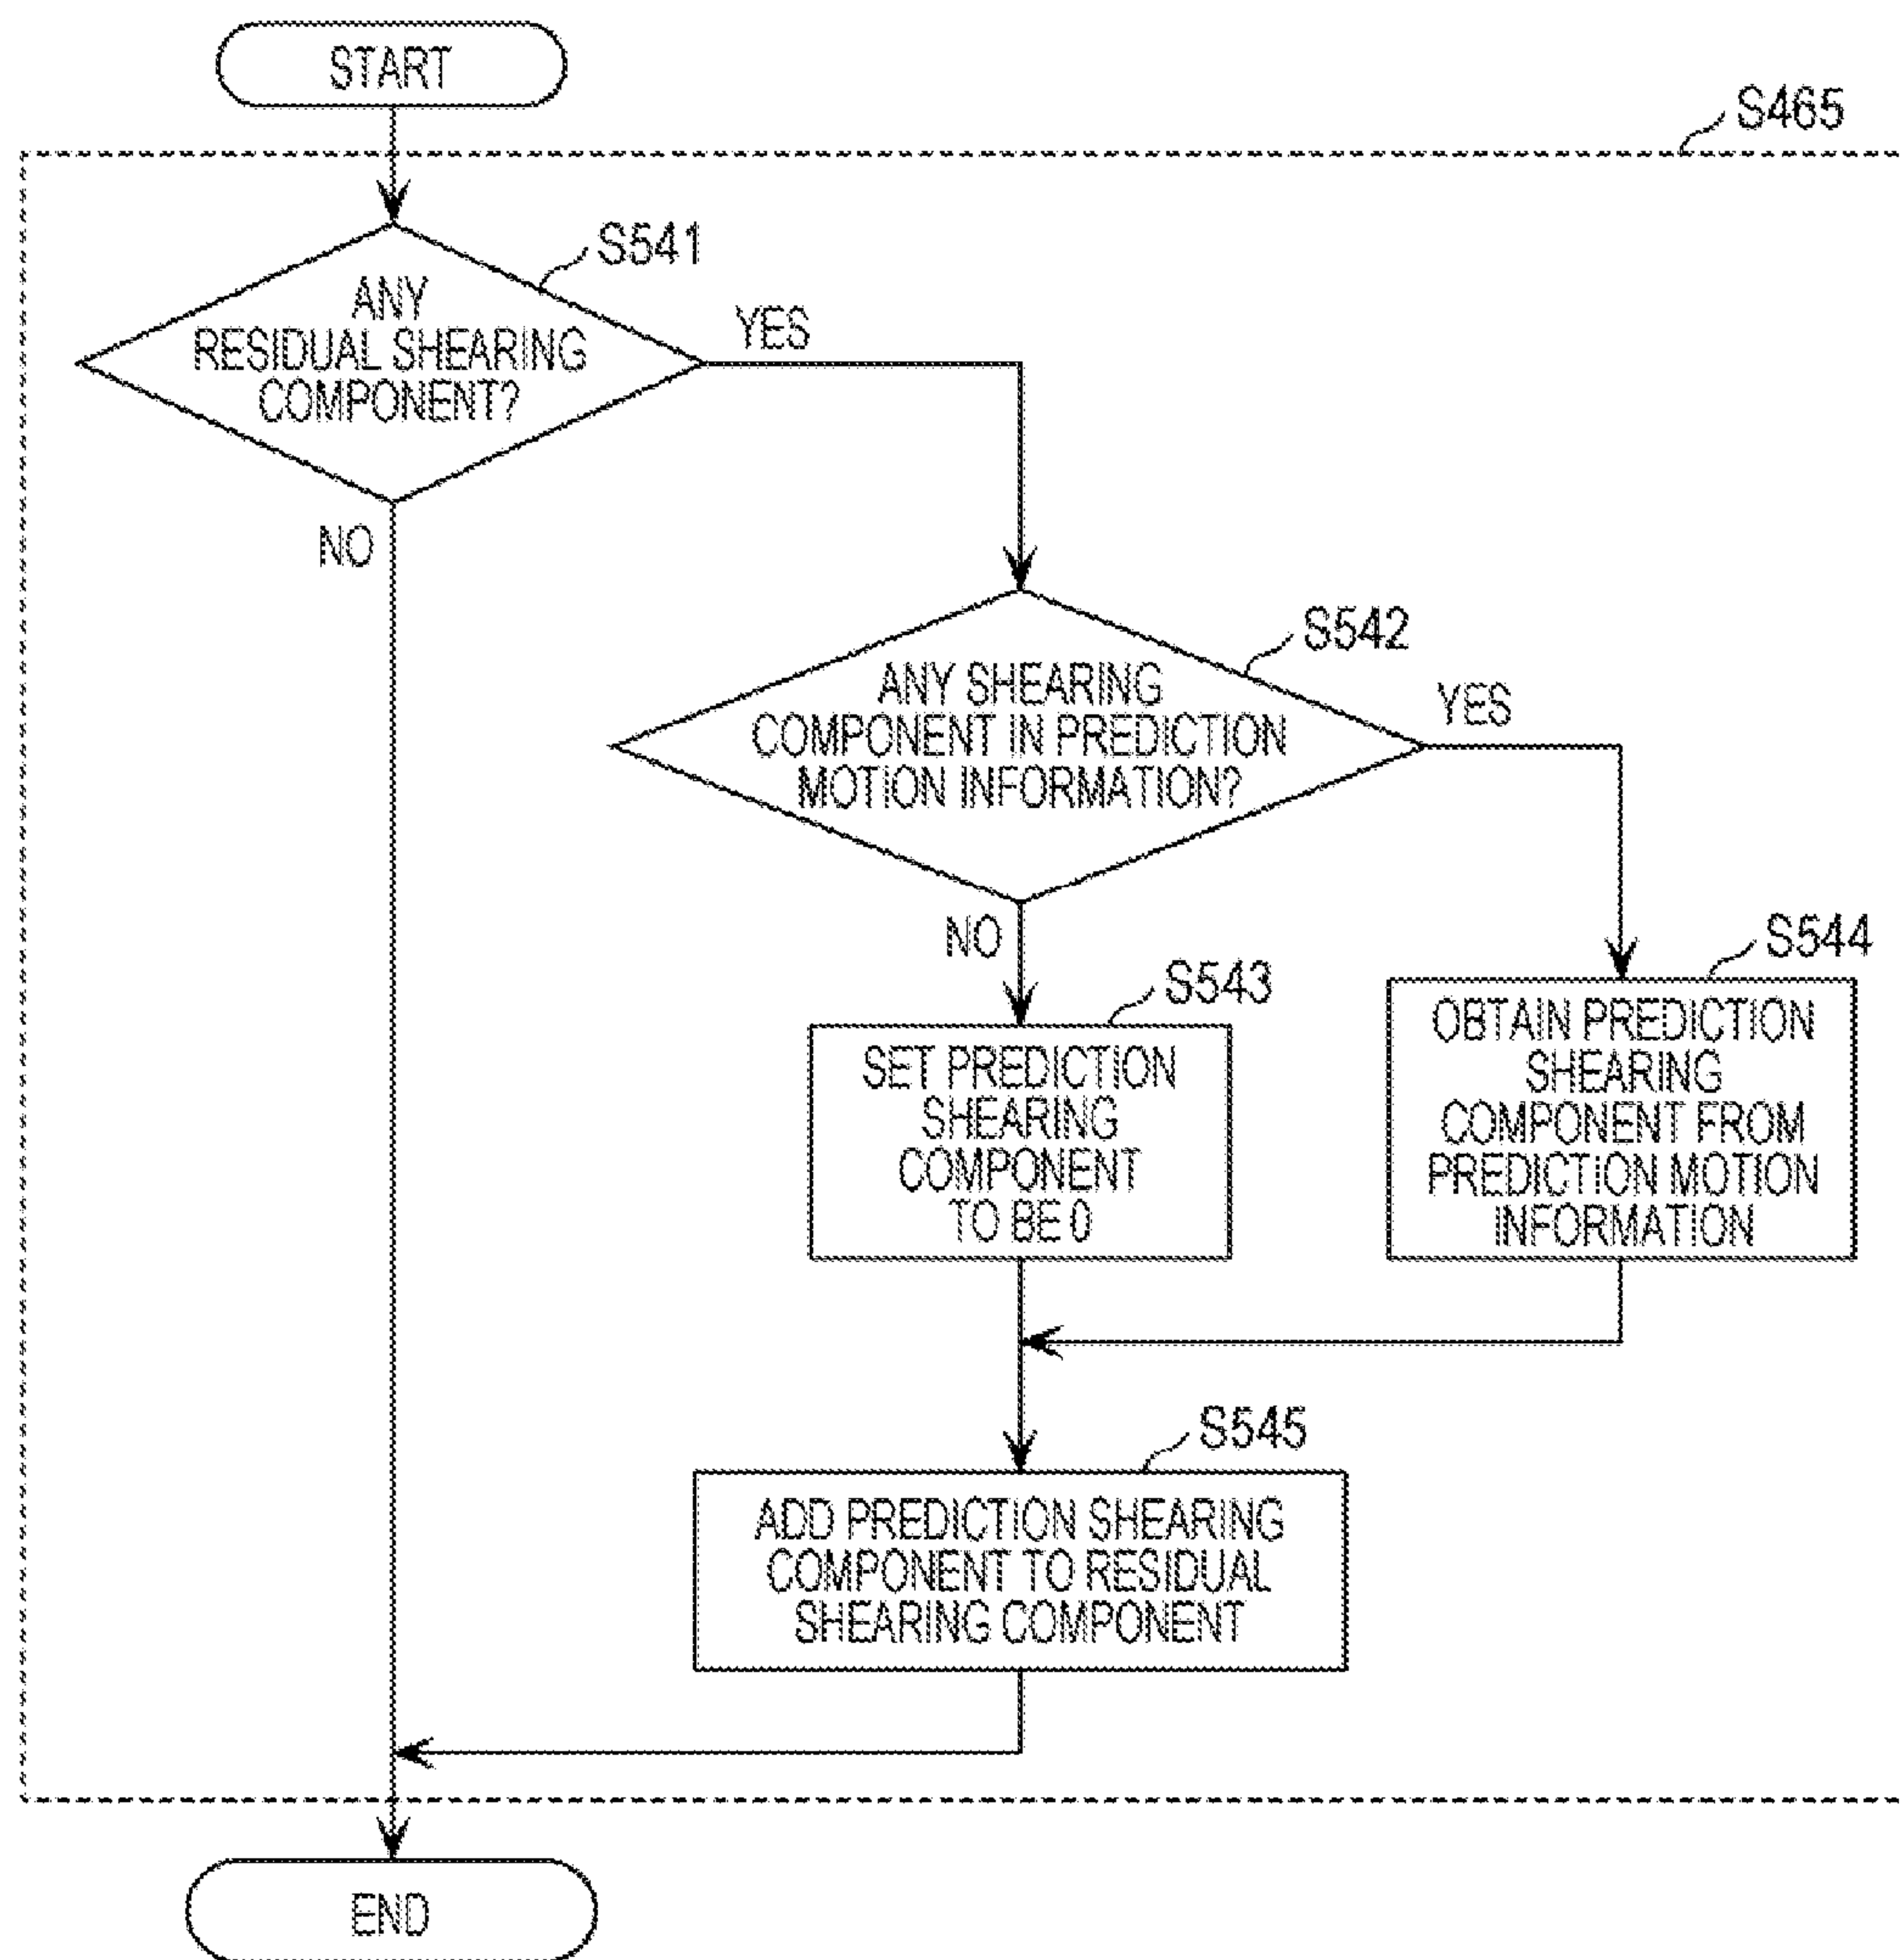 START
S465
S541
ANY
RESIDUAL SHEARING
COMPONENT?
YES
NO
S542
ANY SHEARING
COMPONENT IN PREDICTION
MOTION INFORMATION?
YES
NO
S543
SET PREDICTION
SHEARING
COMPONENT
TO BE 0
S544
OBTAIN PREDICTION
SHEARING
COMPONENT FROM
PREDICTION MOTION
INFORMATION
S545
ADD PREDICTION SHEARING
COMPONENT TO RESIDUAL
SHEARING COMPONENT
END